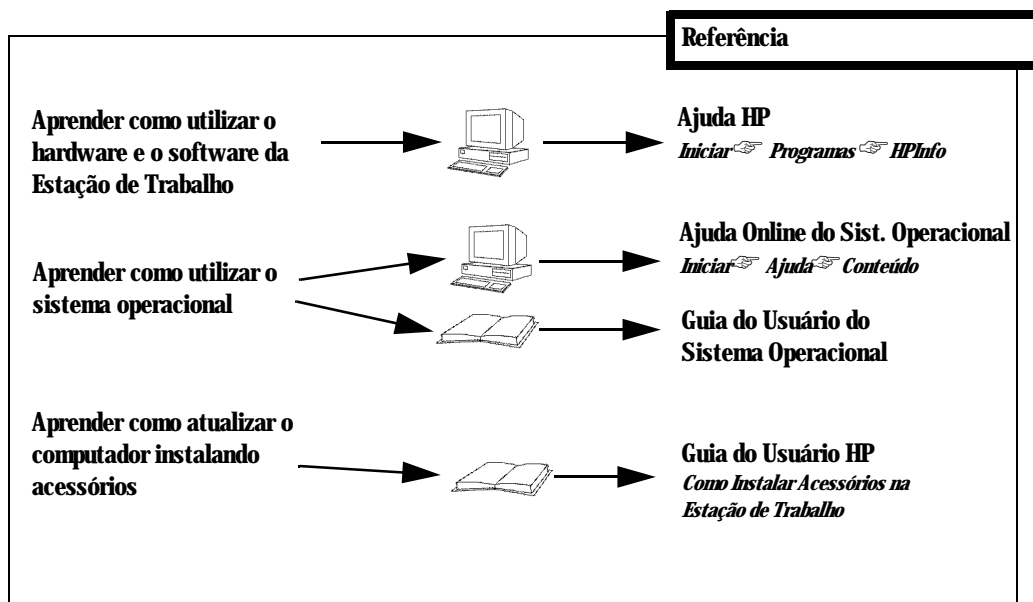 Referência
Aprender como utilizar o
hardware e o software da
Estação de Trabalho
Ajuda HP
Iniciar☞ Programas ☞ HPInfo
Aprender como utilizar o
sistema operacional
Ajuda Online do Sist. Operacional
Iniciar☞ Ajuda☞ Conteúdo
Guia do Usuário do
Sistema Operacional
Aprender como atualizar o
computador instalando
acessórios
Guia do Usuário HP
Como Instalar Acessórios na
Estação de Trabalho